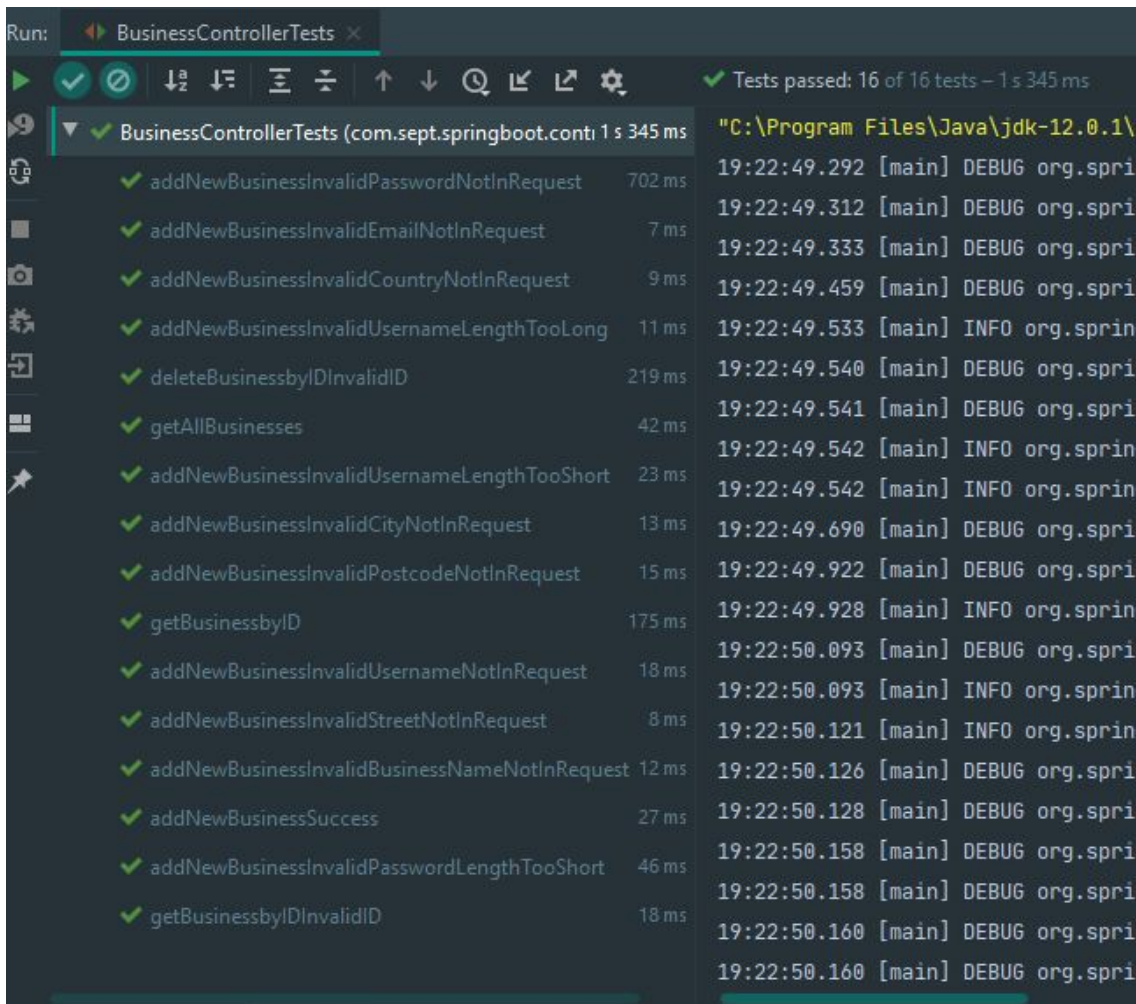 Run:
BusinessControllerTests
Tests passed: 16 of 16 tests – 1 s 345 ms
BusinessControllerTests (com.sept.springboot.contr 1 s 345 ms
addNewBusinessInvalidPasswordNotInRequest 702 ms
addNewBusinessInvalidEmailNotInRequest 7 ms
addNewBusinessInvalidCountryNotInRequest 9 ms
addNewBusinessInvalidUsernameLengthTooLong 11 ms
deleteBusinessbyIDInvalidID 219 ms
getAllBusinesses 42 ms
addNewBusinessInvalidUsernameLengthTooShort 23 ms
addNewBusinessInvalidCityNotInRequest 13 ms
addNewBusinessInvalidPostcodeNotInRequest 15 ms
getBusinessbyID 175 ms
addNewBusinessInvalidUsernameNotInRequest 18 ms
addNewBusinessInvalidStreetNotInRequest 8 ms
addNewBusinessInvalidBusinessNameNotInRequest 12 ms
addNewBusinessSuccess 27 ms
addNewBusinessInvalidPasswordLengthTooShort 46 ms
getBusinessbyIDInvalidID 18 ms
"C:\Program Files\Java\jdk-12.0.1\
19:22:49.292 [main] DEBUG org.spri
19:22:49.312 [main] DEBUG org.spri
19:22:49.333 [main] DEBUG org.spri
19:22:49.459 [main] DEBUG org.spri
19:22:49.533 [main] INFO org.sprin
19:22:49.540 [main] DEBUG org.spri
19:22:49.541 [main] DEBUG org.spri
19:22:49.542 [main] INFO org.sprin
19:22:49.542 [main] INFO org.sprin
19:22:49.690 [main] DEBUG org.spri
19:22:49.922 [main] DEBUG org.spri
19:22:49.928 [main] INFO org.sprin
19:22:50.093 [main] DEBUG org.spri
19:22:50.093 [main] INFO org.sprin
19:22:50.121 [main] INFO org.sprin
19:22:50.126 [main] DEBUG org.spri
19:22:50.128 [main] DEBUG org.spri
19:22:50.158 [main] DEBUG org.spri
19:22:50.158 [main] DEBUG org.spri
19:22:50.160 [main] DEBUG org.spri
19:22:50.160 [main] DEBUG org.spri